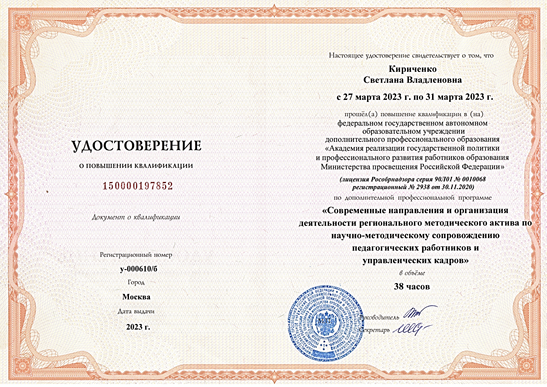 УДОСТОВЕРЕНИЕ
О ПОВЫШЕНИИ КВАЛИФИКАЦИИ
150000197852
Документ о квалификации
Регистрационный номер
у-000610/б
Город
Москва
Дата выдачи
2023 г.
Настоящее удостоверение свидетельствует о том, что
Кириченко
Светлана Владленовна
с 27 марта 2023 г. по 31 марта 2023 г.
прошёл(а) повышение квалификации в (на)
федеральном государственном автономном
образовательном учреждении
дополнительного профессионального образования
«Академия реализации государственной политики
и профессионального развития работников образования
Министерства просвещения Российской Федерации»
(лицензия Рособрнадзора серия 90Л01 № 0010068
регистрационный № 2938 от 30.11.2020)
по дополнительной профессиональной программе
«Современные направления и организация
деятельности регионального методического актива по
научно-методическому сопровождению
педагогических работников и
управленческих кадров»
в объёме
38 часов
Руководитель
Секретарь